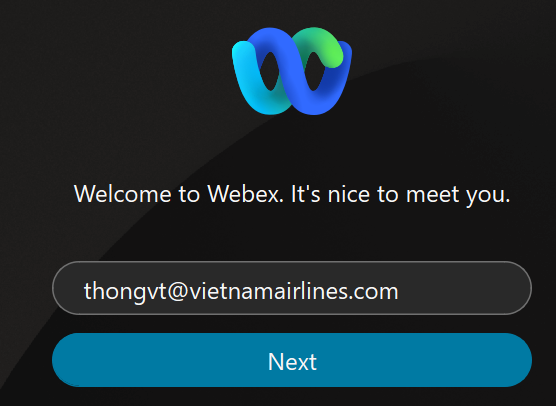 Welcome to Webex. It's nice to meet you.
thongvt@vietnamairlines.com
Next